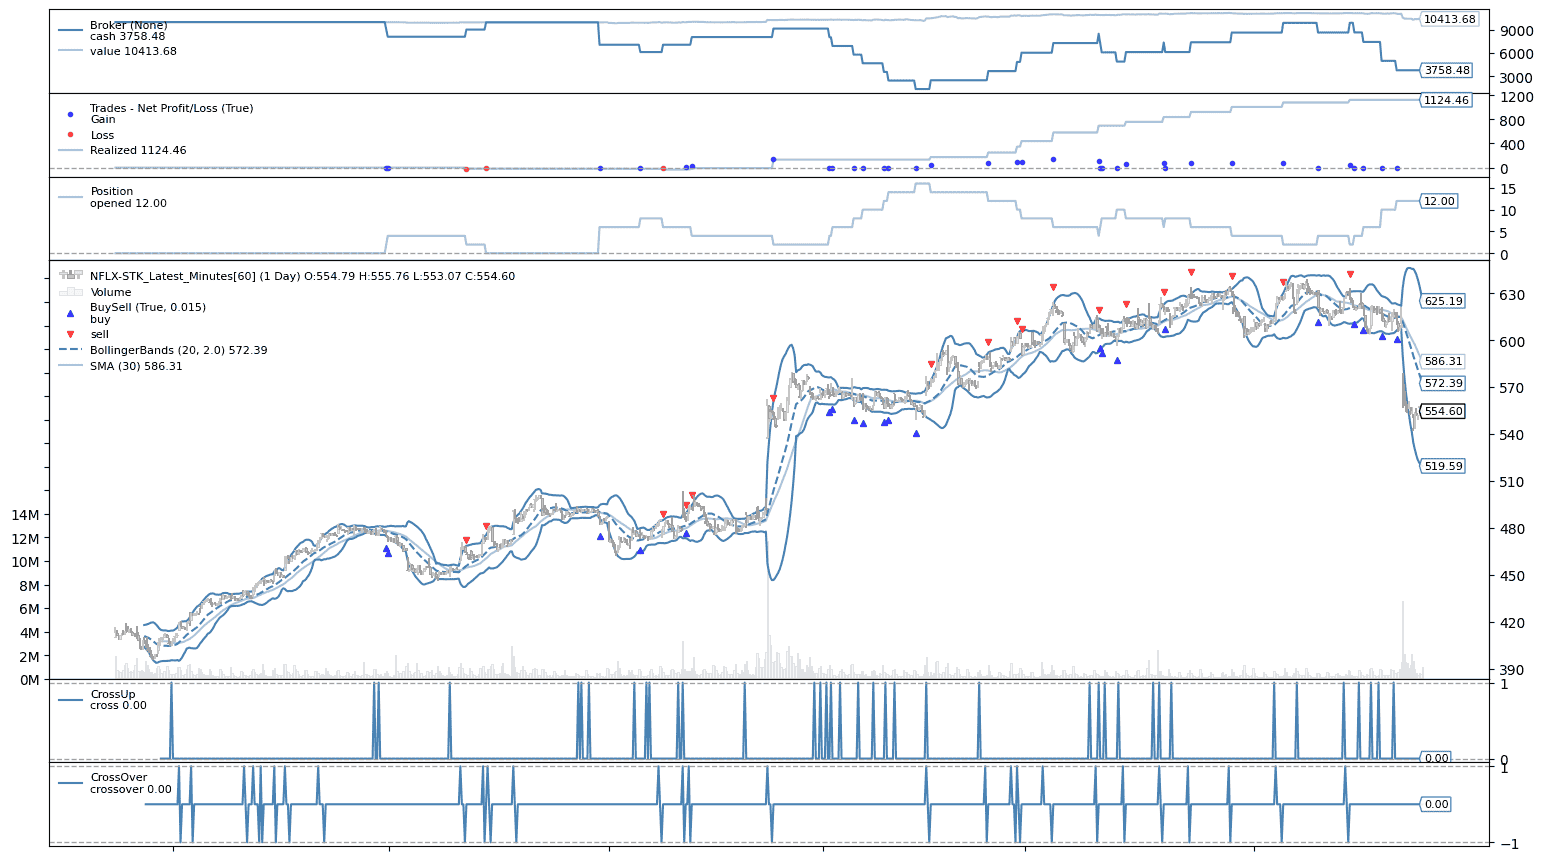 Broker (None)
cash 3758.48
value 10413.68
10413.68
9000
6000
3758.48
3000
Trades - Net Profit/Loss (True)
Gain
Loss
Realized 1124.46
1124.46
1200
800
400
0
Position
opened 12.00
12.00
15
10
5
0
NFLX-STK_Latest_Minutes[60] (1 Day) O:554.79 H:555.76 L:553.07 C:554.60
Volume
BuySell (True, 0.015)
buy
sell
BollingerBands (20, 2.0) 572.39
SMA (30) 586.31
14M
12M
10M
8M
6M
4M
2M
0M
625.19
586.31
572.39
554.60
519.59
630
600
570
540
510
480
450
420
390
CrossUp
cross 0.00
0.00
1
0
CrossOver
crossover 0.00
0.00
1
−1